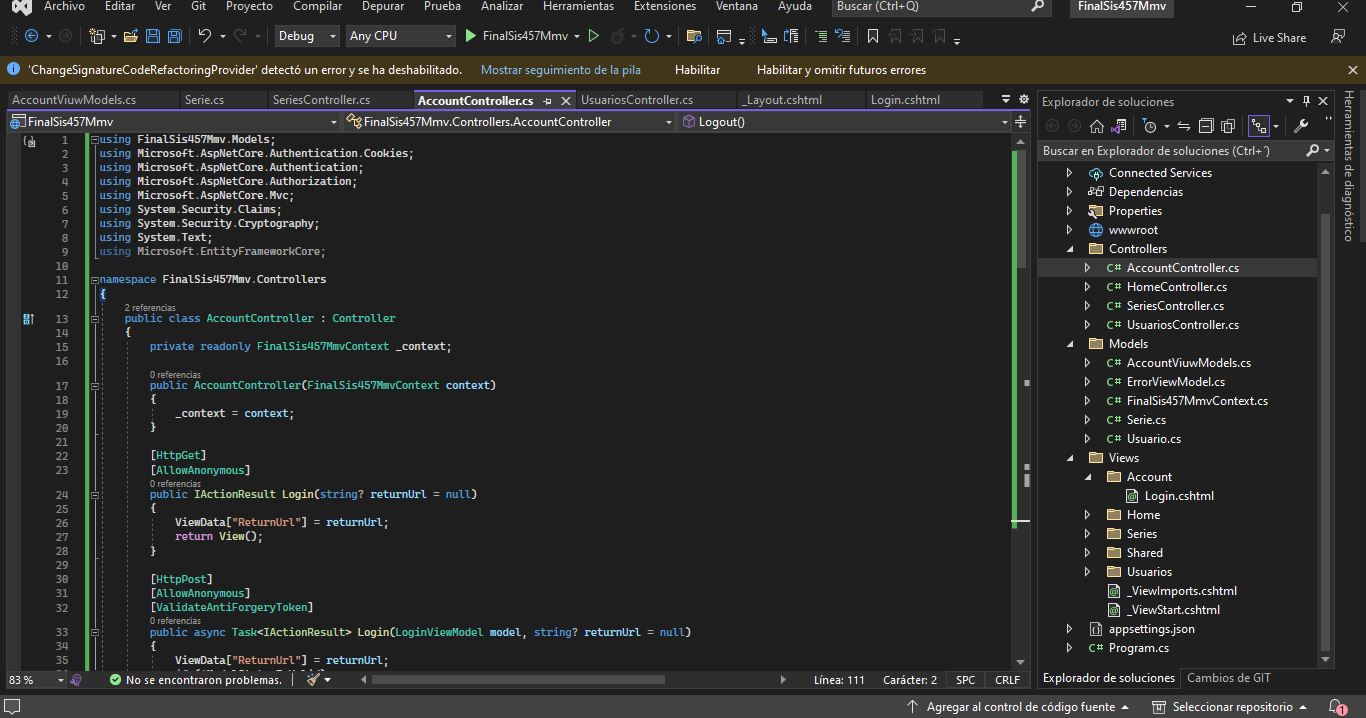 Archivo Editar Ver Git Proyecto Compilar Depurar Prueba Analizar Herramientas Extensiones Ventana Ayuda Buscar (Ctrl+Q) FinalSis457Mmv
Debug Any CPU FinalSis457Mmv Live Share
'ChangeSignatureCodeRefactoringProvider' detectó un error y se ha deshabilitado. Mostrar seguimiento de la pila Habilitar Habilitar y omitir futuros errores
AccountViuwModels.cs Serie.cs SeriesController.cs AccountController.cs UsuariosController.cs _Layout.cshtml Login.cshtml
FinalSis457Mmv FinalSis457Mmv.Controllers.AccountController Logout()
1 using FinalSis457Mmv.Models;
2 using Microsoft.AspNetCore.Authentication.Cookies;
3 using Microsoft.AspNetCore.Authentication;
4 using Microsoft.AspNetCore.Authorization;
5 using Microsoft.AspNetCore.Mvc;
6 using System.Security.Claims;
7 using System.Security.Cryptography;
8 using System.Text;
9 using Microsoft.EntityFrameworkCore;
10
11 namespace FinalSis457Mmv.Controllers
12 {
2 referencias
13 public class AccountController : Controller
14 {
15 private readonly FinalSis457MmvContext _context;
16
0 referencias
17 public AccountController(FinalSis457MmvContext context)
18 {
19 _context = context;
20 }
21
22 [HttpGet]
23 [AllowAnonymous]
0 referencias
24 public IActionResult Login(string? returnUrl = null)
25 {
26 ViewData["ReturnUrl"] = returnUrl;
27 return View();
28 }
29
30 [HttpPost]
31 [AllowAnonymous]
32 [ValidateAntiForgeryToken]
0 referencias
33 public async Task<IActionResult> Login(LoginViewModel model, string? returnUrl = null)
34 {
35 ViewData["ReturnUrl"] = returnUrl;
83 % No se encontraron problemas. Línea: 111 Carácter: 2 SPC CRLF
Explorador de soluciones
Buscar en Explorador de soluciones (Ctrl+´)
Connected Services
Dependencias
Properties
wwwroot
Controllers
C# AccountController.cs
C# HomeController.cs
C# SeriesController.cs
C# UsuariosController.cs
Models
C# AccountViuwModels.cs
C# ErrorViewModel.cs
C# FinalSis457MmvContext.cs
C# Serie.cs
C# Usuario.cs
Views
Account
Login.cshtml
Home
Series
Shared
Usuarios
_ViewImports.cshtml
_ViewStart.cshtml
appsettings.json
C# Program.cs
Explorador de soluciones Cambios de GIT
Herramientas de diagnóstico
Agregar al control de código fuente Seleccionar repositorio 1